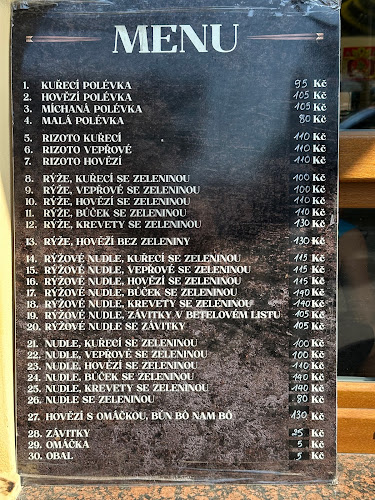 MENU
1. KUŘECÍ POLÉVKA 95 Kč
2. HOVĚZÍ POLÉVKA 105 Kč
3. MÍCHANÁ POLÉVKA 105 Kč
4. MALÁ POLÉVKA 80 Kč
5. RIZOTO KUŘECÍ 110 Kč
6. RIZOTO VEPŘOVÉ 110 Kč
7. RIZOTO HOVĚZÍ 110 Kč
8. RÝŽE, KUŘECÍ SE ZELENINOU 100 Kč
9. RÝŽE, VEPŘOVÉ SE ZELENINOU 100 Kč
10. RÝŽE, HOVĚZÍ SE ZELENINOU 110 Kč
11. RÝŽE, BŮČEK SE ZELENINOU 110 Kč
12. RÝŽE, KREVETY SE ZELENINOU 130 Kč
13. RÝŽE, HOVĚZÍ BEZ ZELENINY 130 Kč
14. RÝŽOVÉ NUDLE, KUŘECÍ SE ZELENINOU 115 Kč
15. RÝŽOVÉ NUDLE, VEPŘOVÉ SE ZELENINOU 115 Kč
16. RÝŽOVÉ NUDLE, HOVĚZÍ SE ZELENINOU 115 Kč
17. RÝŽOVÉ NUDLE, BŮČEK SE ZELENINOU 140 Kč
18. RÝŽOVÉ NUDLE, KREVETY SE ZELENINOU 140 Kč
19. RÝŽOVÉ NUDLE, ZÁVITKY V BETELOVÉM LISTU 105 Kč
20. RÝŽOVÉ NUDLE SE ZÁVITKY 105 Kč
21. NUDLE, KUŘECÍ SE ZELENINOU 100 Kč
22. NUDLE, VEPŘOVÉ SE ZELENINOU 100 Kč
23. NUDLE, HOVĚZÍ SE ZELENINOU 110 Kč
24. NUDLE, BŮČEK SE ZELENINOU 140 Kč
25. NUDLE, KREVETY SE ZELENINOU 140 Kč
26. NUDLE SE ZELENINOU 80 Kč
27. HOVĚZÍ S OMÁČKOU, BÚN BÒ NAM BÔ 130 Kč
28. ZÁVITKY 25 Kč
29. OMÁČKA 5 Kč
30. OBAL 5 Kč